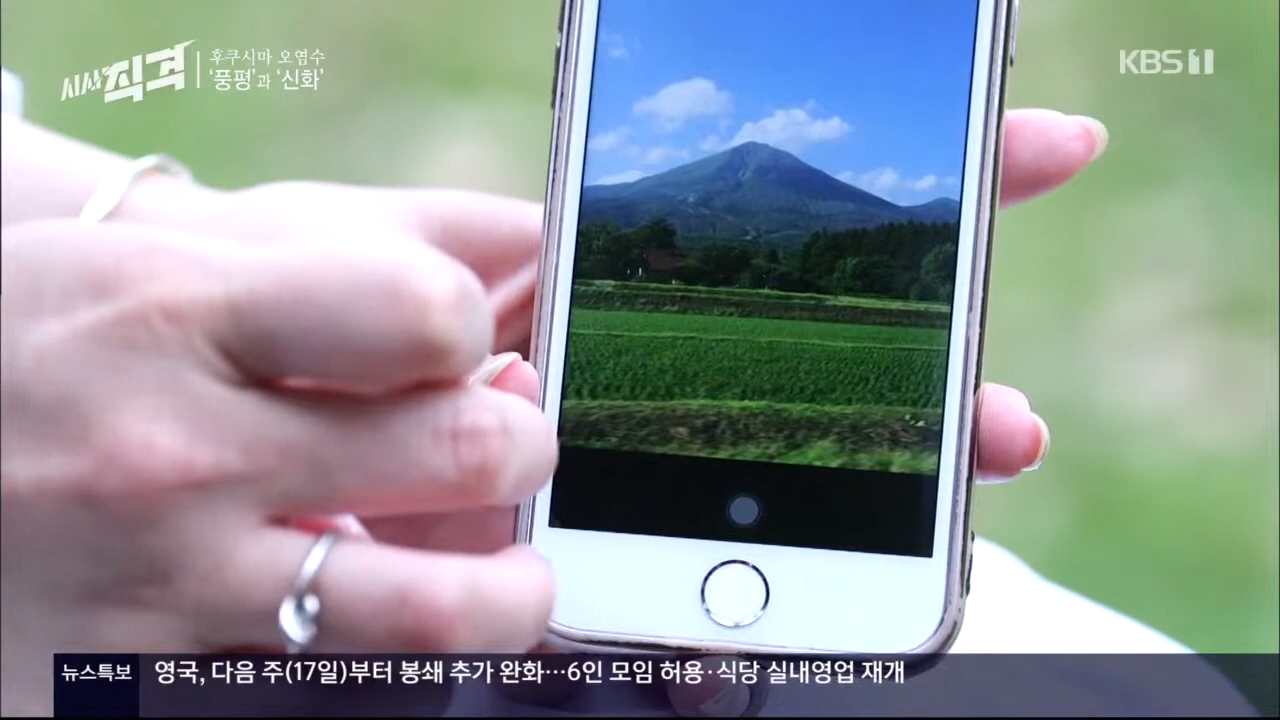 시사직격
후쿠시마 오염수
'풍평'과 '신화'
KBS 1
뉴스특보 영국, 다음 주(17일)부터 봉쇄 추가 완화…6인 모임 허용·식당 실내영업 재개